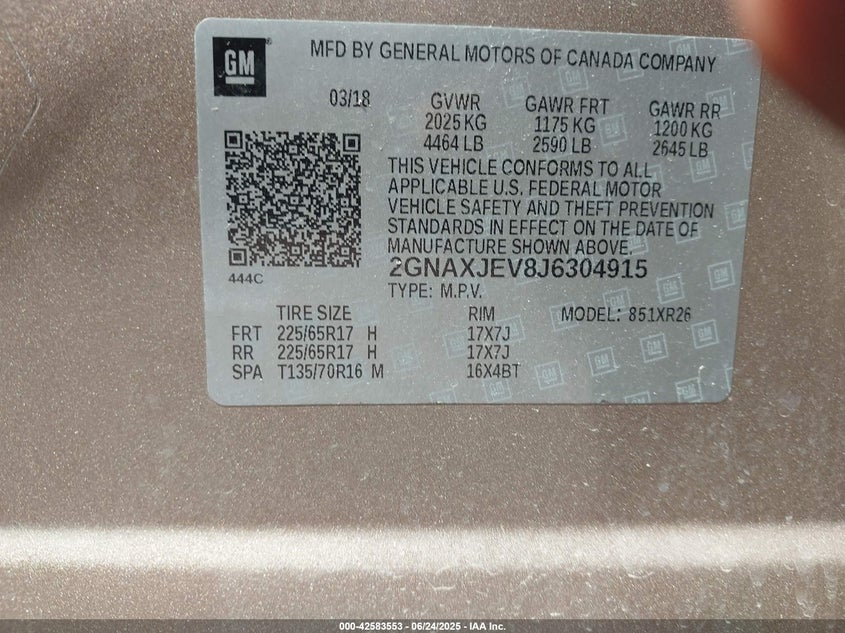 GM
MFD BY GENERAL MOTORS OF CANADA COMPANY
03/18 GVWR GAWR FRT GAWR RR
2025 KG 1175 KG 1200 KG
4464 LB 2590 LB 2645 LB
THIS VEHICLE CONFORMS TO ALL
APPLICABLE U.S. FEDERAL MOTOR
VEHICLE SAFETY AND THEFT PREVENTION
STANDARDS IN EFFECT ON THE DATE OF
MANUFACTURE SHOWN ABOVE.
444C
2GNAXJEV8J6304915
TYPE: M.P.V.
TIRE SIZE RIM MODEL: 851XR26
FRT 225/65R17 H 17X7J
RR 225/65R17 H 17X7J
SPA T135/70R16 M 16X4BT
000-42583553 - 06/24/2025 - IAA Inc.